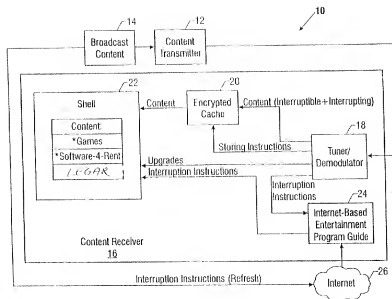 10
14
12
Broadcast
Content
Content
Transmitter
22
20
Shell
Content
Encrypted
Cache
Content (Interruptible+Interrupting)
18
Content:
*Games
*Software-4-Rent
Storing Instructions
Tuner/
Demodulator
Upgrades
Interruption Instructions
Interruption
Instructions
24
Internet-Based
Entertainment
Program Guide
Content Receiver
16
Interruption Instructions (Refresh)
Internet
26